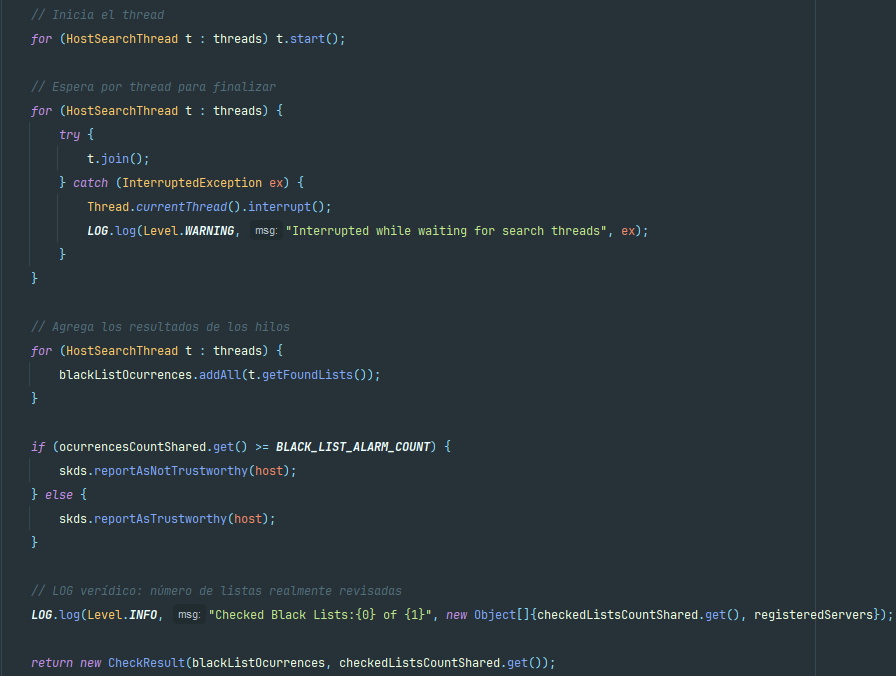 // Inicia el thread
for (HostSearchThread t : threads) t.start();
// Espera por thread para finalizar
for (HostSearchThread t : threads) {
try {
t.join();
} catch (InterruptedException ex) {
Thread.currentThread().interrupt();
LOG.log(Level.WARNING, msg: "Interrupted while waiting for search threads", ex);
}
}
// Agrega los resultados de los hilos
for (HostSearchThread t : threads) {
blackListOcurrences.addAll(t.getFoundLists());
}
if (ocurrencesCountShared.get() >= BLACK_LIST_ALARM_COUNT) {
skds.reportAsNotTrustworthy(host);
} else {
skds.reportAsTrustworthy(host);
}
// LOG verídico: número de listas realmente revisadas
LOG.log(Level.INFO, msg: "Checked Black Lists:{0} of {1}", new Object[]{checkedListsCountShared.get(), registeredServers});
return new CheckResult(blackListOcurrences, checkedListsCountShared.get());